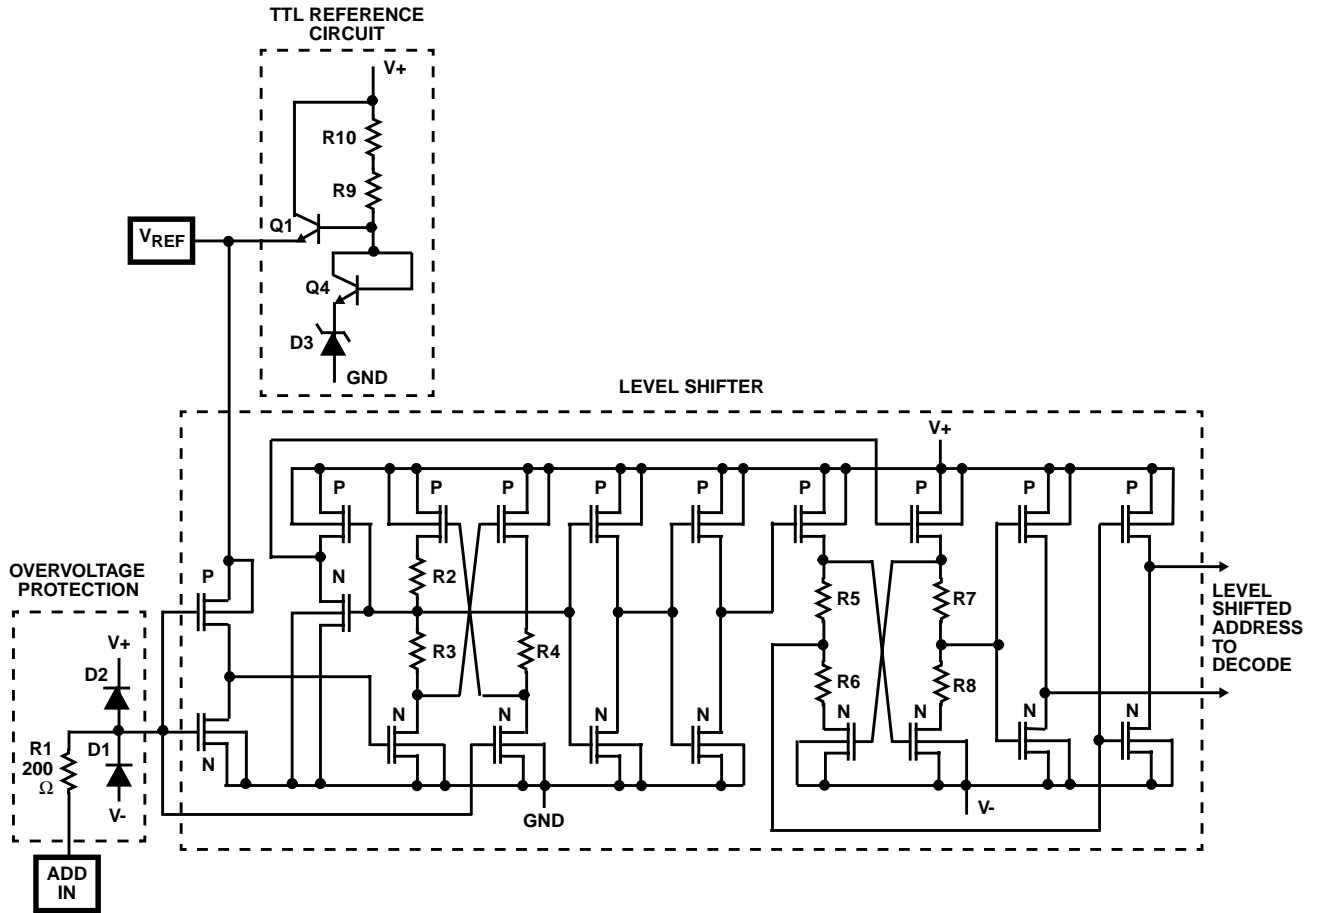 TTL REFERENCE
CIRCUIT
V+
R10
R9
Q1
VREF
Q4
D3
GND
LEVEL SHIFTER
V+
P P P P P P P P P
OVERVOLTAGE
PROTECTION
P N R2 R5 R7
LEVEL
SHIFTED
ADDRESS
TO
DECODE
V+
R3 R4
D2
R6 R8
N N N N N N N N
R1
200
Ω
D1
N
V-
GND
V-
ADD
IN